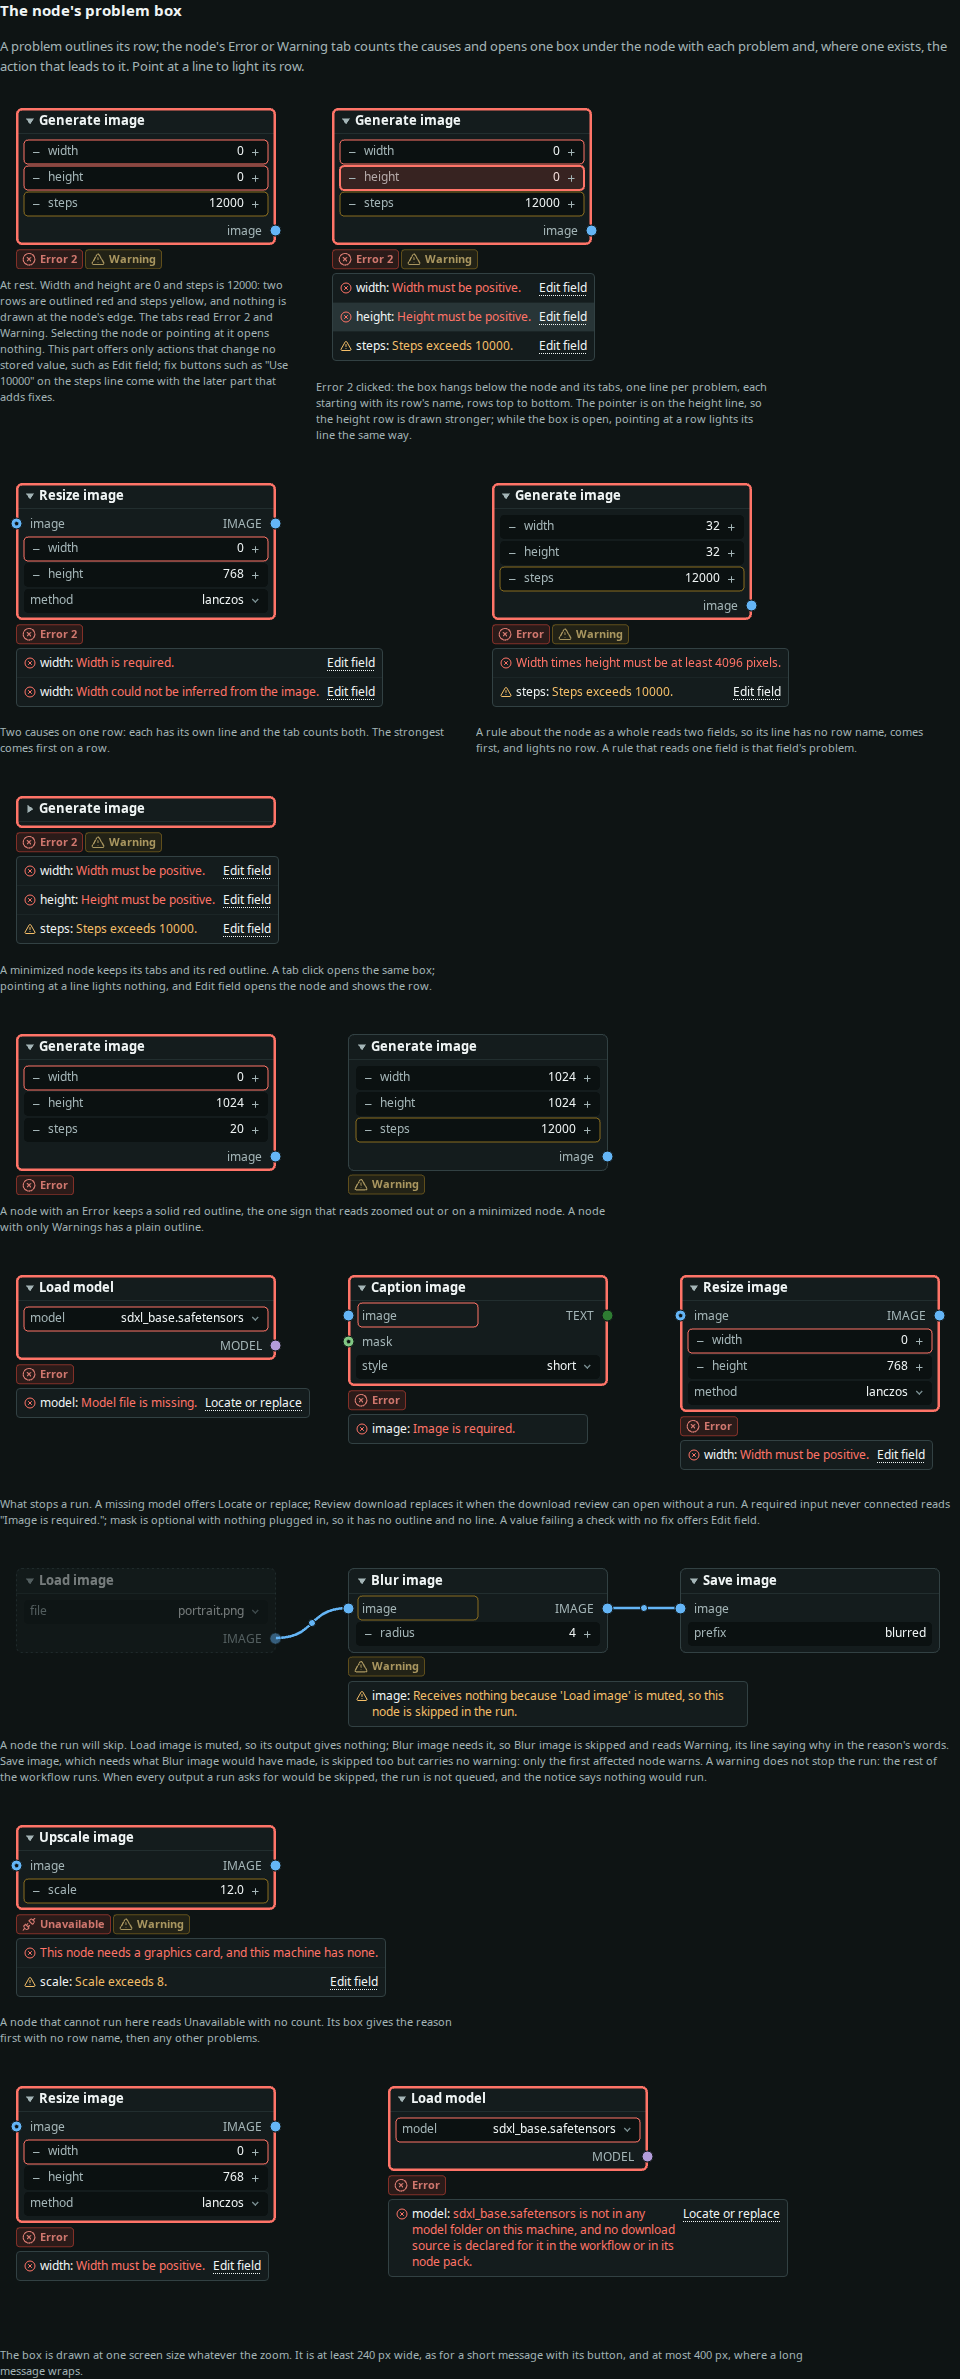 The node's problem box
A problem outlines its row; the node's Error or Warning tab counts the causes and opens one box under the node with each problem and, where one exists, the
action that leads to it. Point at a line to light its row.
Generate image
– width 0 +
– height 0 +
– steps 12000 +
image
Error 2 Warning
At rest. Width and height are 0 and steps is 12000: two
rows are outlined red and steps yellow, and nothing is
drawn at the node's edge. The tabs read Error 2 and
Warning. Selecting the node or pointing at it opens
nothing. This part offers only actions that change no
stored value, such as Edit field; fix buttons such as "Use
10000" on the steps line come with the later part that
adds fixes.
Generate image
– width 0 +
– height 0 +
– steps 12000 +
image
Error 2 Warning
width: Width must be positive. Edit field
height: Height must be positive. Edit field
steps: Steps exceeds 10000. Edit field
Error 2 clicked: the box hangs below the node and its tabs, one line per problem, each
starting with its row's name, rows top to bottom. The pointer is on the height line, so
the height row is drawn stronger; while the box is open, pointing at a row lights its
line the same way.
Resize image
image IMAGE
– width 0 +
– height 768 +
method lanczos
Error 2
width: Width is required. Edit field
width: Width could not be inferred from the image. Edit field
Two causes on one row: each has its own line and the tab counts both. The strongest
comes first on a row.
Generate image
– width 32 +
– height 32 +
– steps 12000 +
image
Error Warning
Width times height must be at least 4096 pixels.
steps: Steps exceeds 10000. Edit field
A rule about the node as a whole reads two fields, so its line has no row name, comes
first, and lights no row. A rule that reads one field is that field's problem.
Generate image
Error 2 Warning
width: Width must be positive. Edit field
height: Height must be positive. Edit field
steps: Steps exceeds 10000. Edit field
A minimized node keeps its tabs and its red outline. A tab click opens the same box;
pointing at a line lights nothing, and Edit field opens the node and shows the row.
Generate image
– width 0 +
– height 1024 +
– steps 20 +
image
Error
Generate image
– width 1024 +
– height 1024 +
– steps 12000 +
image
Warning
A node with an Error keeps a solid red outline, the one sign that reads zoomed out or on a minimized node. A node
with only Warnings has a plain outline.
Load model
model sdxl_base.safetensors
MODEL
Error
model: Model file is missing. Locate or replace
Caption image
image TEXT
mask
style short
Error
image: Image is required.
Resize image
image IMAGE
– width 0 +
– height 768 +
method lanczos
Error
width: Width must be positive. Edit field
What stops a run. A missing model offers Locate or replace; Review download replaces it when the download review can open without a run. A required input never connected reads
"Image is required."; mask is optional with nothing plugged in, so it has no outline and no line. A value failing a check with no fix offers Edit field.
Load image
file portrait.png
IMAGE
Blur image
image IMAGE
– radius 4 +
Warning
image: Receives nothing because 'Load image' is muted, so this
node is skipped in the run.
Save image
image
prefix blurred
A node the run will skip. Load image is muted, so its output gives nothing; Blur image needs it, so Blur image is skipped and reads Warning, its line saying why in the reason's words.
Save image, which needs what Blur image would have made, is skipped too but carries no warning: only the first affected node warns. A warning does not stop the run: the rest of
the workflow runs. When every output a run asks for would be skipped, the run is not queued, and the notice says nothing would run.
Upscale image
image IMAGE
– scale 12.0 +
Unavailable Warning
This node needs a graphics card, and this machine has none.
scale: Scale exceeds 8. Edit field
A node that cannot run here reads Unavailable with no count. Its box gives the reason
first with no row name, then any other problems.
Resize image
image IMAGE
– width 0 +
– height 768 +
method lanczos
Error
width: Width must be positive. Edit field
Load model
model sdxl_base.safetensors
MODEL
Error
model: sdxl_base.safetensors is not in any Locate or replace
model folder on this machine, and no download
source is declared for it in the workflow or in its
node pack.
The box is drawn at one screen size whatever the zoom. It is at least 240 px wide, as for a short message with its button, and at most 400 px, where a long
message wraps.